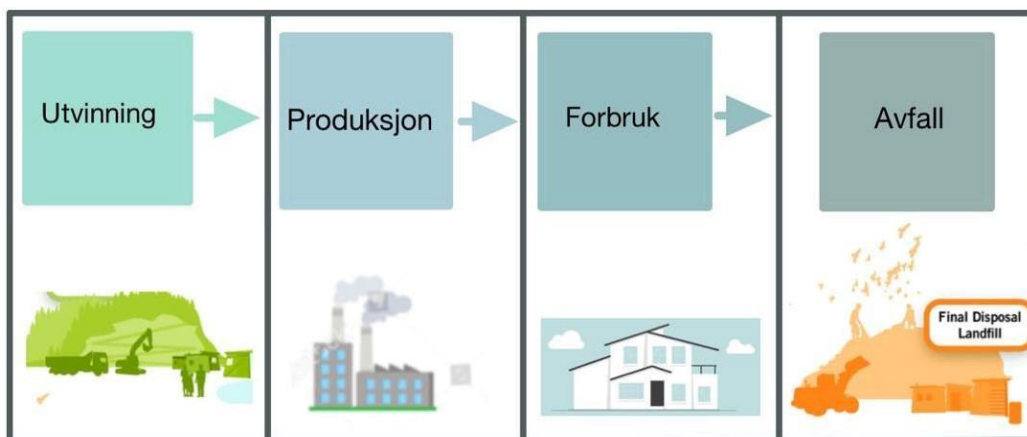 Utvinning
Produksjon
Forbruk
Avfall
Final Disposal
Landfill